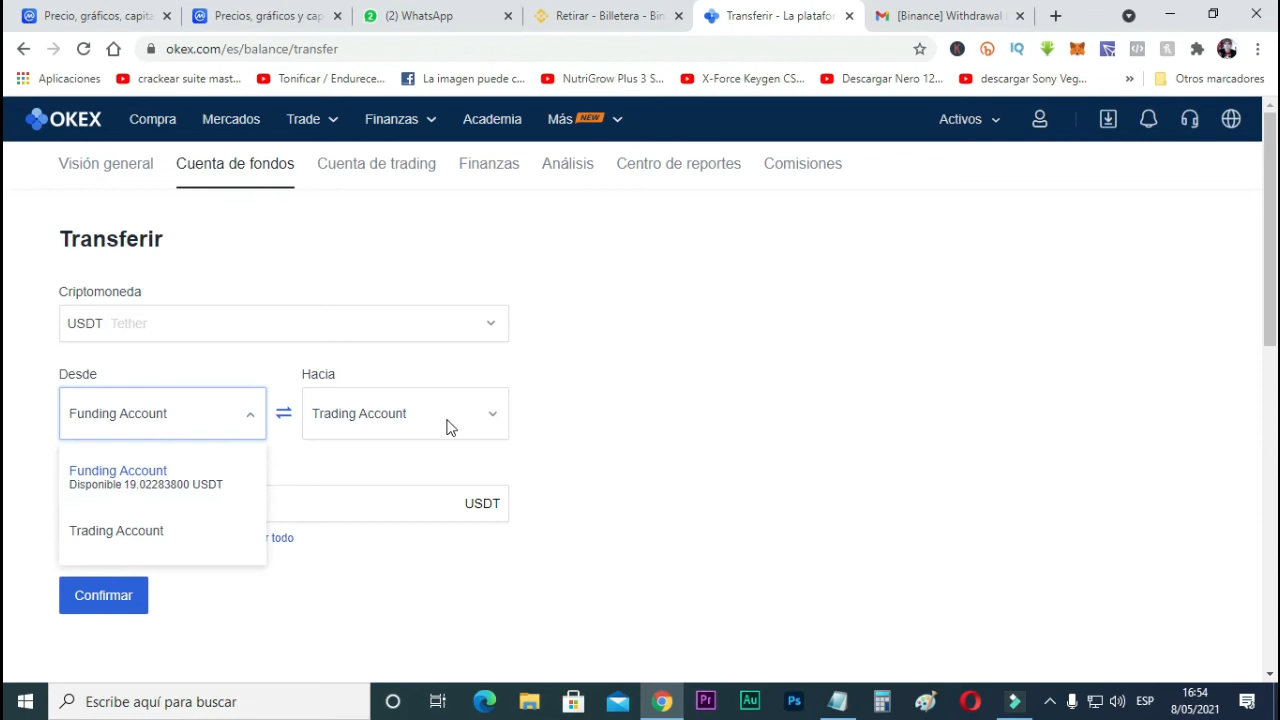 Precio, gráficos, capita
Precios, gráficos y cap
(2) WhatsApp
Retirar - Billetera - Bin
Transferir - La platafor
[Binance] Withdrawal
okex.com/es/balance/transfer
Aplicaciones
crackear suite mast...
Tonificar / Endurece...
La imagen puede c...
NutriGrow Plus 3 S...
X-Force Keygen CS...
Descargar Nero 12...
descargar Sony Veg...
»
Otros marcadores
OKEX
Compra
Mercados
Trade
Finanzas
Academia
Más NEW
Activos
Visión general
Cuenta de fondos
Cuenta de trading
Finanzas
Análisis
Centro de reportes
Comisiones
Transferir
Criptomoneda
USDT Tether
Desde
Hacia
Funding Account
Trading Account
Funding Account
Disponible 19.02283800 USDT
USDT
Trading Account
r todo
Confirmar
Escribe aquí para buscar
Pr
Au
Ps
ESP
16:54
8/05/2021